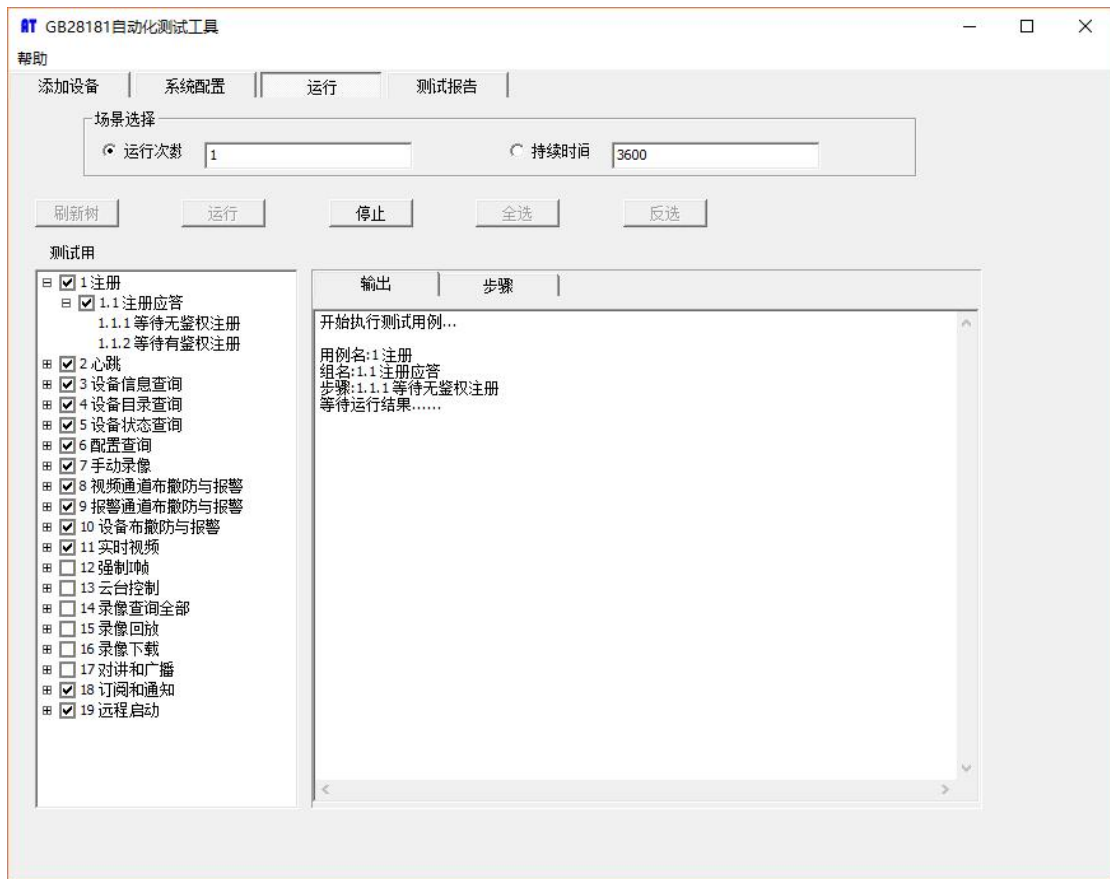 AT GB28181自动化测试工具
帮助
添加设备 系统配置 运行 测试报告
场景选择
运行次数 1 持续时间 3600
刷新树 运行 停止 全选 反选
测试用
1 注册
1.1 注册应答
1.1.1 等待无鉴权注册
1.1.2 等待有鉴权注册
2 心跳
3 设备信息查询
4 设备目录查询
5 设备状态查询
6 配置查询
7 手动录像
8 视频通道布撤防与报警
9 报警通道布撤防与报警
10 设备布撤防与报警
11 实时视频
12 强制I帧
13 云台控制
14 录像查询全部
15 录像回放
16 录像下载
17 对讲和广播
18 订阅和通知
19 远程启动
输出 步骤
开始执行测试用例...
用例名:1 注册
组名:1.1 注册应答
步骤:1.1.1 等待无鉴权注册
等待运行结果......